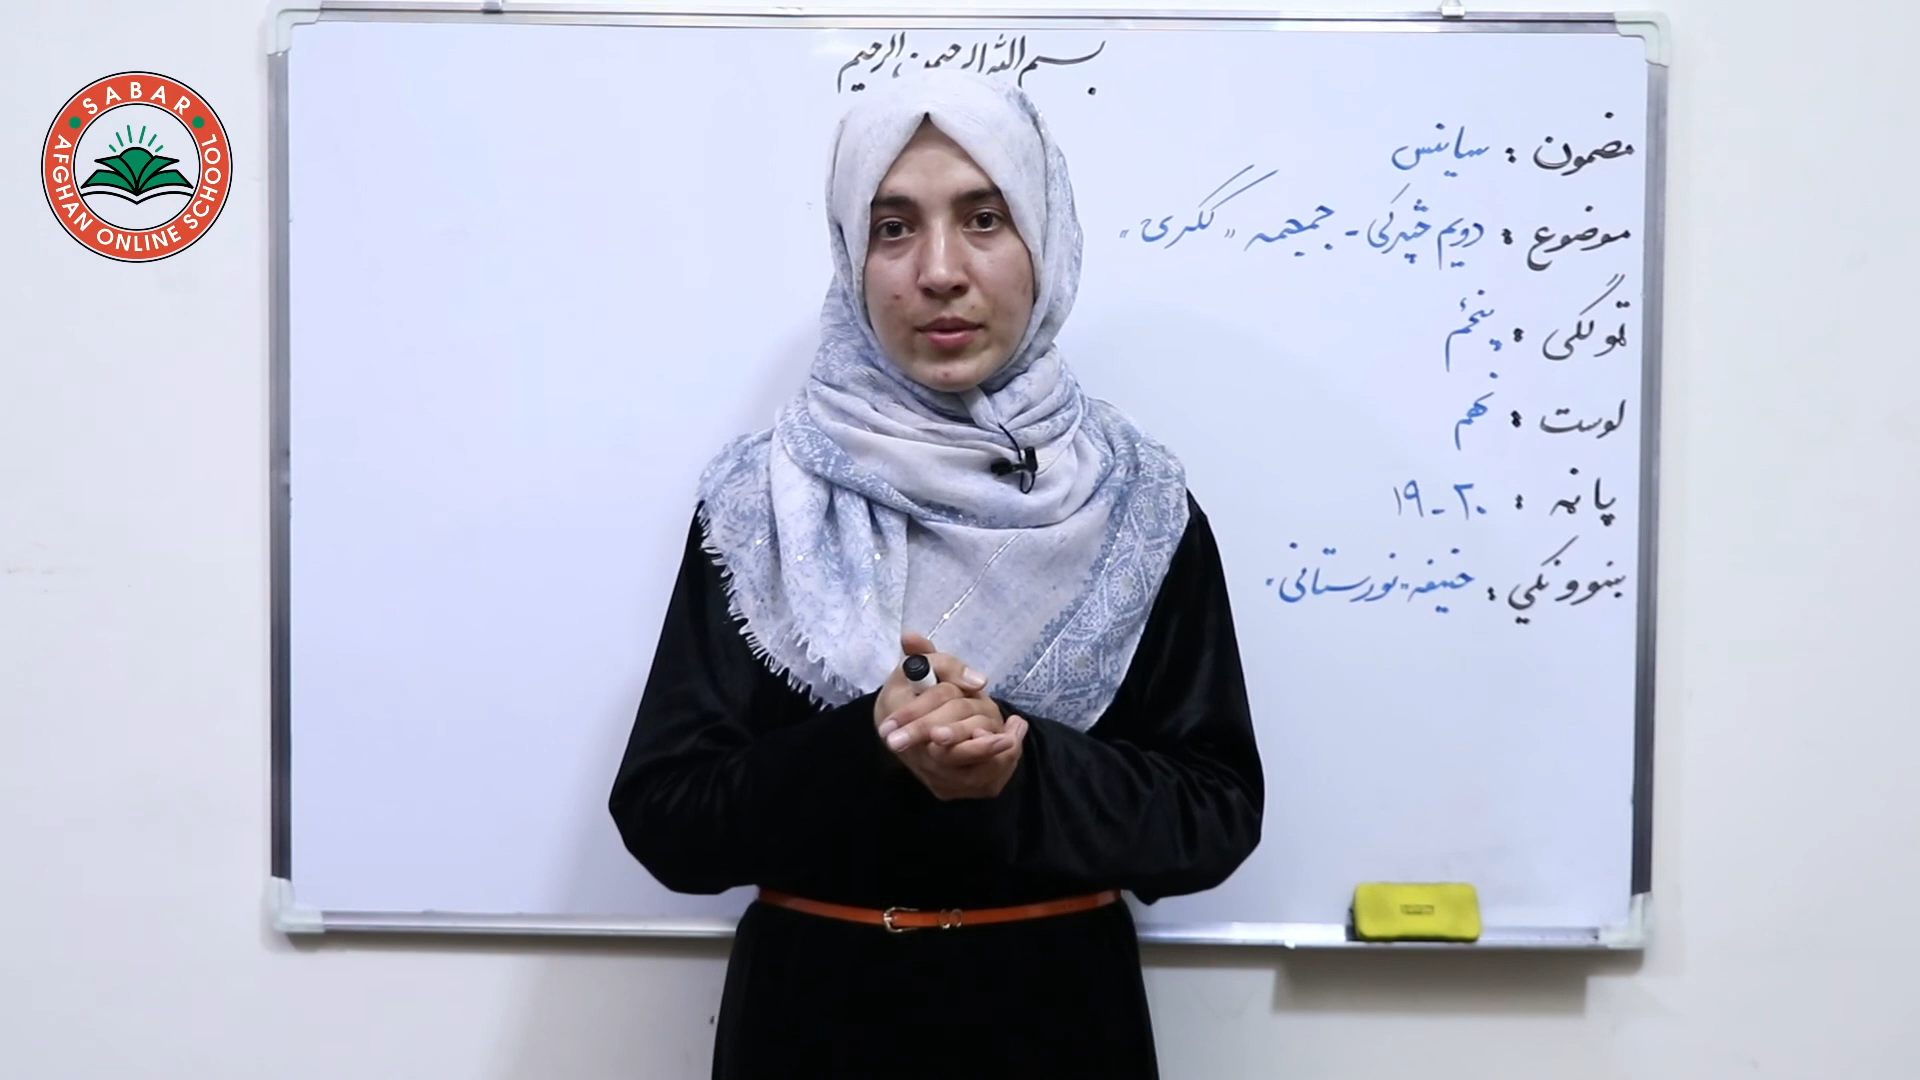 SABAR
AFGHAN ONLINE SCHOOL
بسم الله الرحمن الرحیم
مضمون : ساینس
موضوع : دویم څپرکی - جمجمه "ککرۍ"
ټولګی : پنځم
لوست : نهم
پاڼه : ۲۰ - ۱۹
ښوونکې : حنیفه "نورستانی"